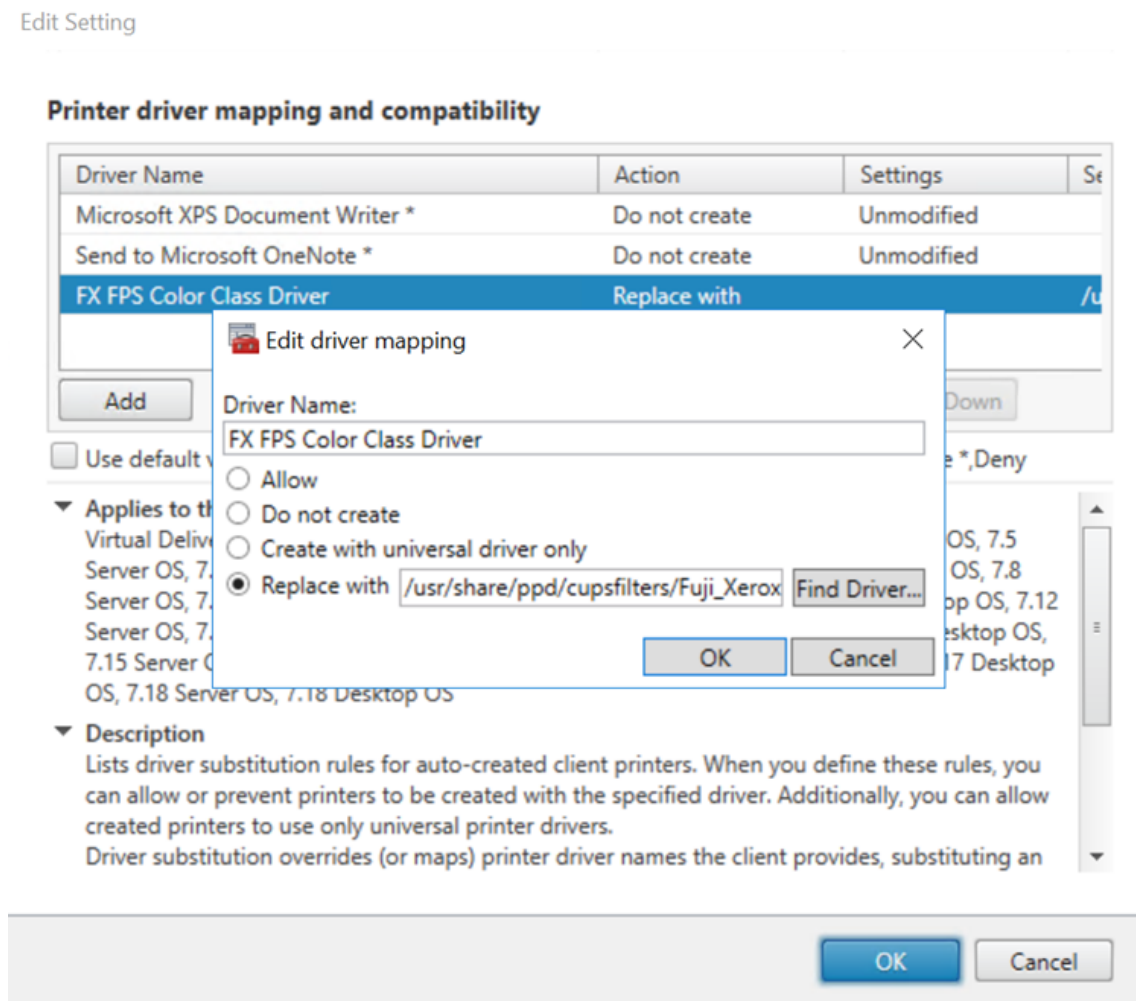 Edit Setting
Printer driver mapping and compatibility
Driver Name Action Settings Se
Microsoft XPS Document Writer * Do not create Unmodified
Send to Microsoft OneNote * Do not create Unmodified
FX FPS Color Class Driver Replace with /u
Edit driver mapping
Add Down
Driver Name:
FX FPS Color Class Driver
Use default e *,Deny
Allow
Applies to th
Do not create
Virtual Delive OS, 7.5
Create with universal driver only
Server OS, 7. OS, 7.8
Replace with /usr/share/ppd/cupsfilters/Fuji_Xerox Find Driver...
Server OS, 7. op OS, 7.12
Server OS, 7. esktop OS,
OK Cancel
7.15 Server 17 Desktop
OS, 7.18 Server OS, 7.18 Desktop OS
Description
Lists driver substitution rules for auto-created client printers. When you define these rules, you
can allow or prevent printers to be created with the specified driver. Additionally, you can allow
created printers to use only universal printer drivers.
Driver substitution overrides (or maps) printer driver names the client provides, substituting an
OK Cancel